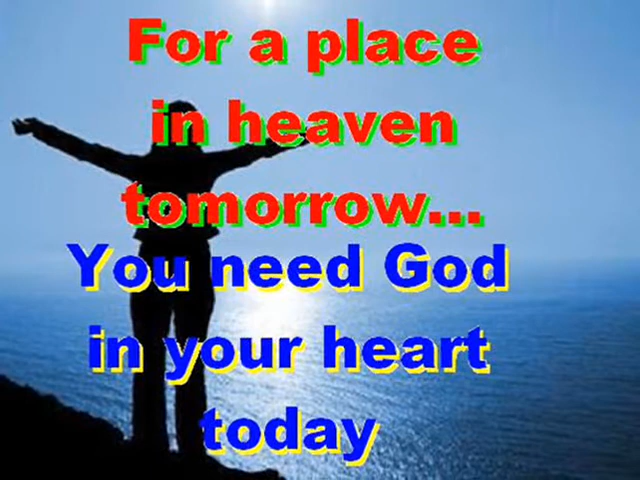 For a place
in heaven
tomorrow...
You need God
in your heart
today